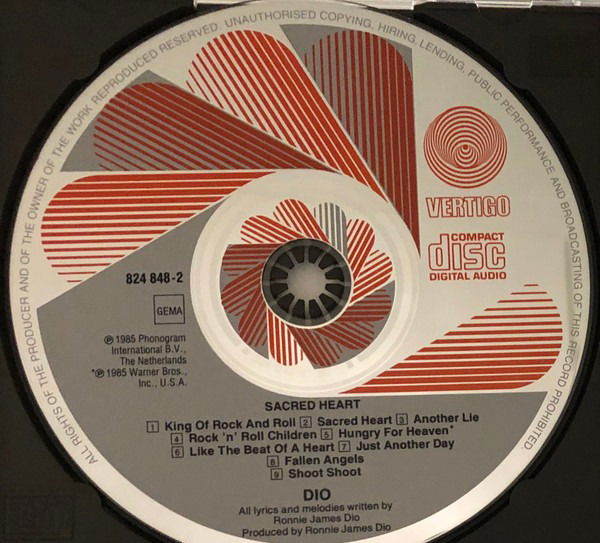 ALL RIGHTS OF THE PRODUCER AND OF THE OWNER OF THE WORK REPRODUCED RESERVED. UNAUTHORISED COPYING, HIRING, LENDING, PUBLIC PERFORMANCE AND BROADCASTING OF THIS RECORD PROHIBITED
VERTIGO
COMPACT
disc
DIGITAL AUDIO
824 848-2
GEMA
℗ 1985 Phonogram
International B.V.,
The Netherlands
*℗ 1985 Warner Bros.,
Inc., U.S.A.
SACRED HEART
1 King Of Rock And Roll 2 Sacred Heart 3 Another Lie
4 Rock 'n' Roll Children 5 Hungry For Heaven*
6 Like The Beat Of A Heart 7 Just Another Day
8 Fallen Angels
9 Shoot Shoot
DIO
All lyrics and melodies written by
Ronnie James Dio
Produced by Ronnie James Dio